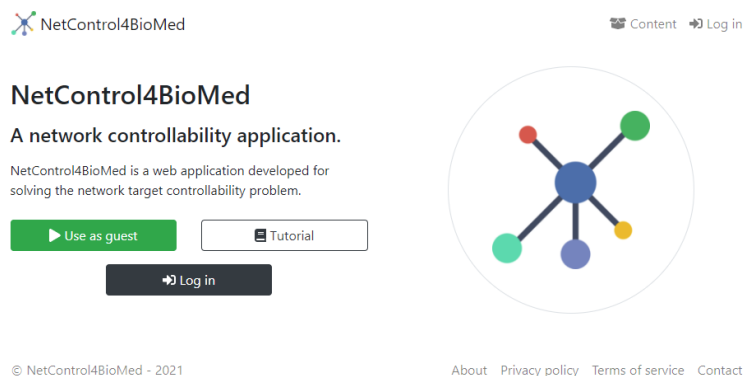 NetControl4BioMed
Content
Log in
NetControl4BioMed
A network controllability application.
NetControl4BioMed is a web application developed for
solving the network target controllability problem.
Use as guest
Tutorial
Log in
© NetControl4BioMed - 2021
About Privacy policy Terms of service Contact